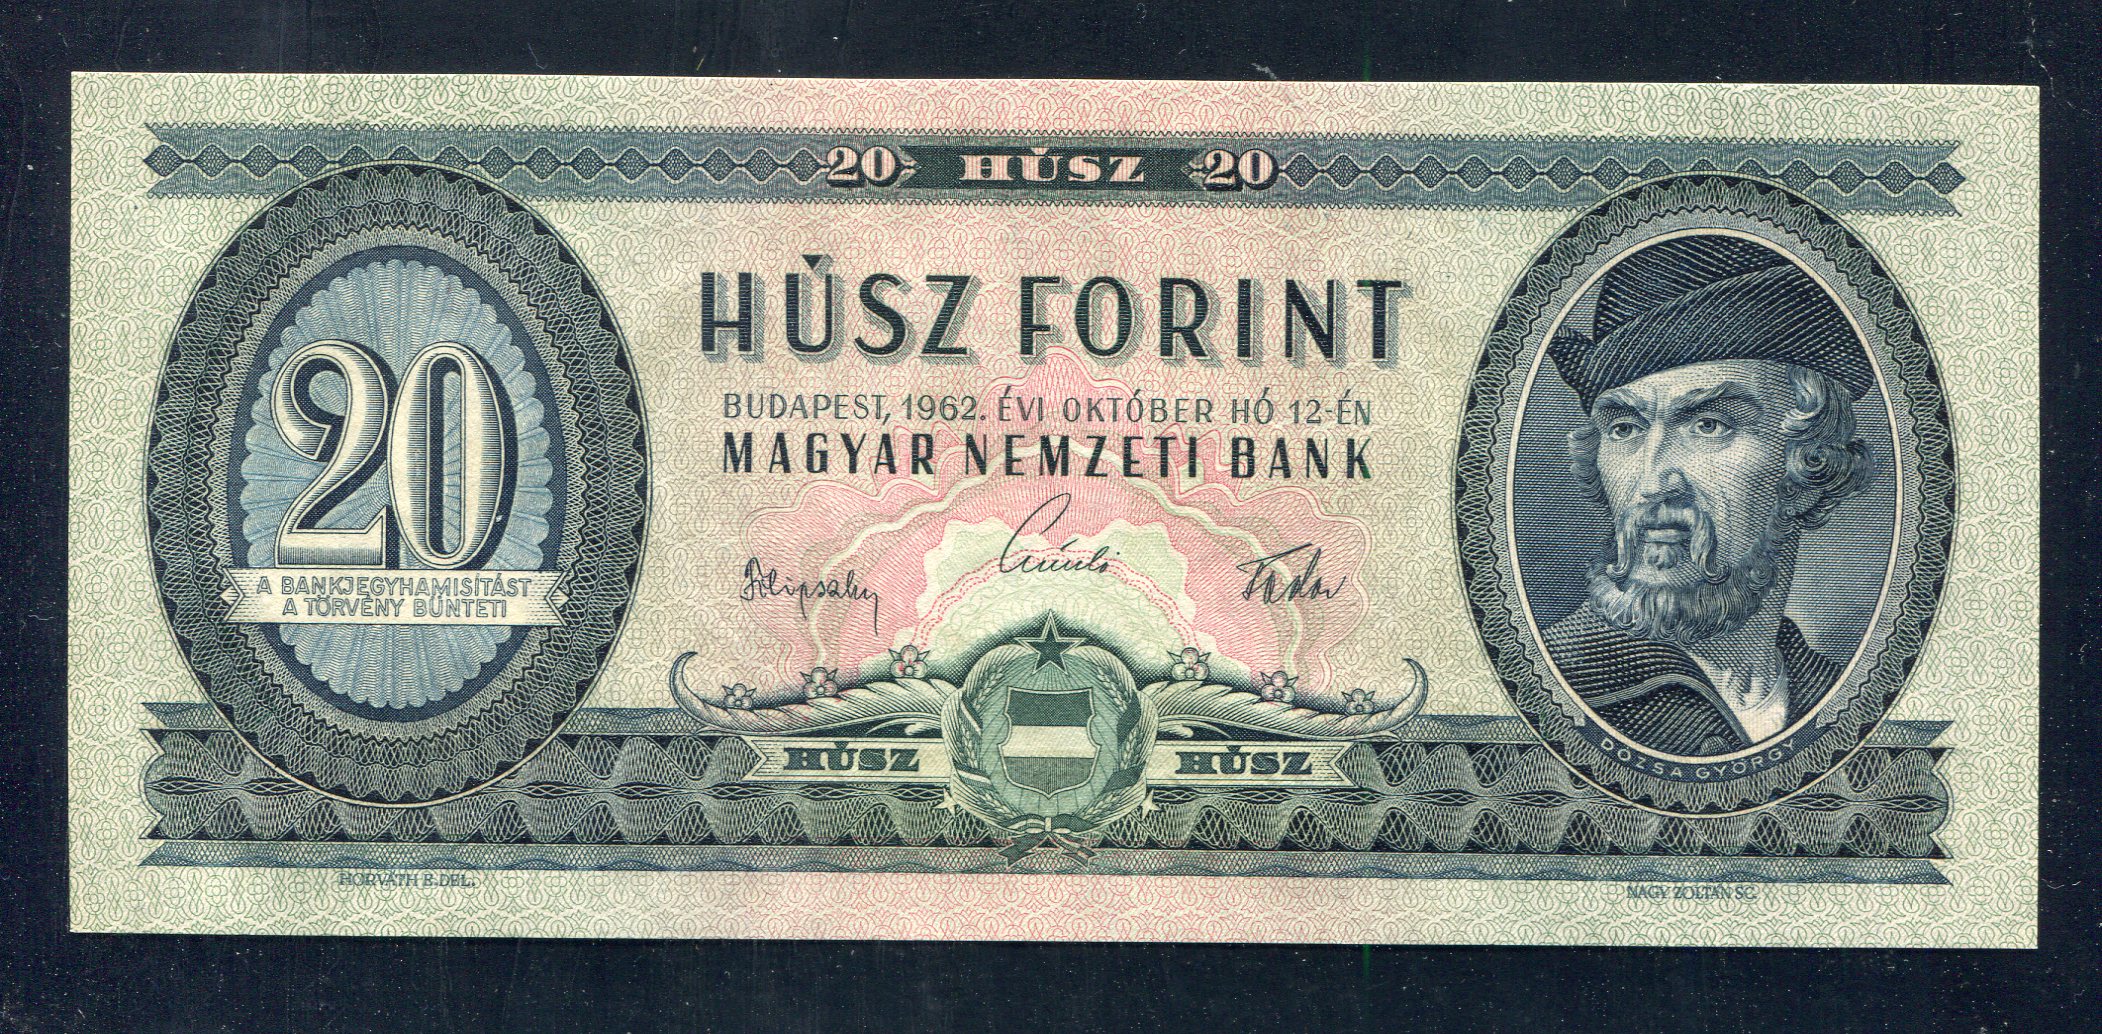 20 HÚSZ 20
HÚSZ FORINT
BUDAPEST, 1962. ÉVI OKTÓBER HÓ 12-ÉN
MAGYAR NEMZETI BANK
20
A BANKJEGYHAMISÍTÁST
A TÖRVÉNY BÜNTETI
HÚSZ HÚSZ
DÓZSA GYÖRGY
HORVÁTH E. DEL.
NAGY ZOLTÁN SC.